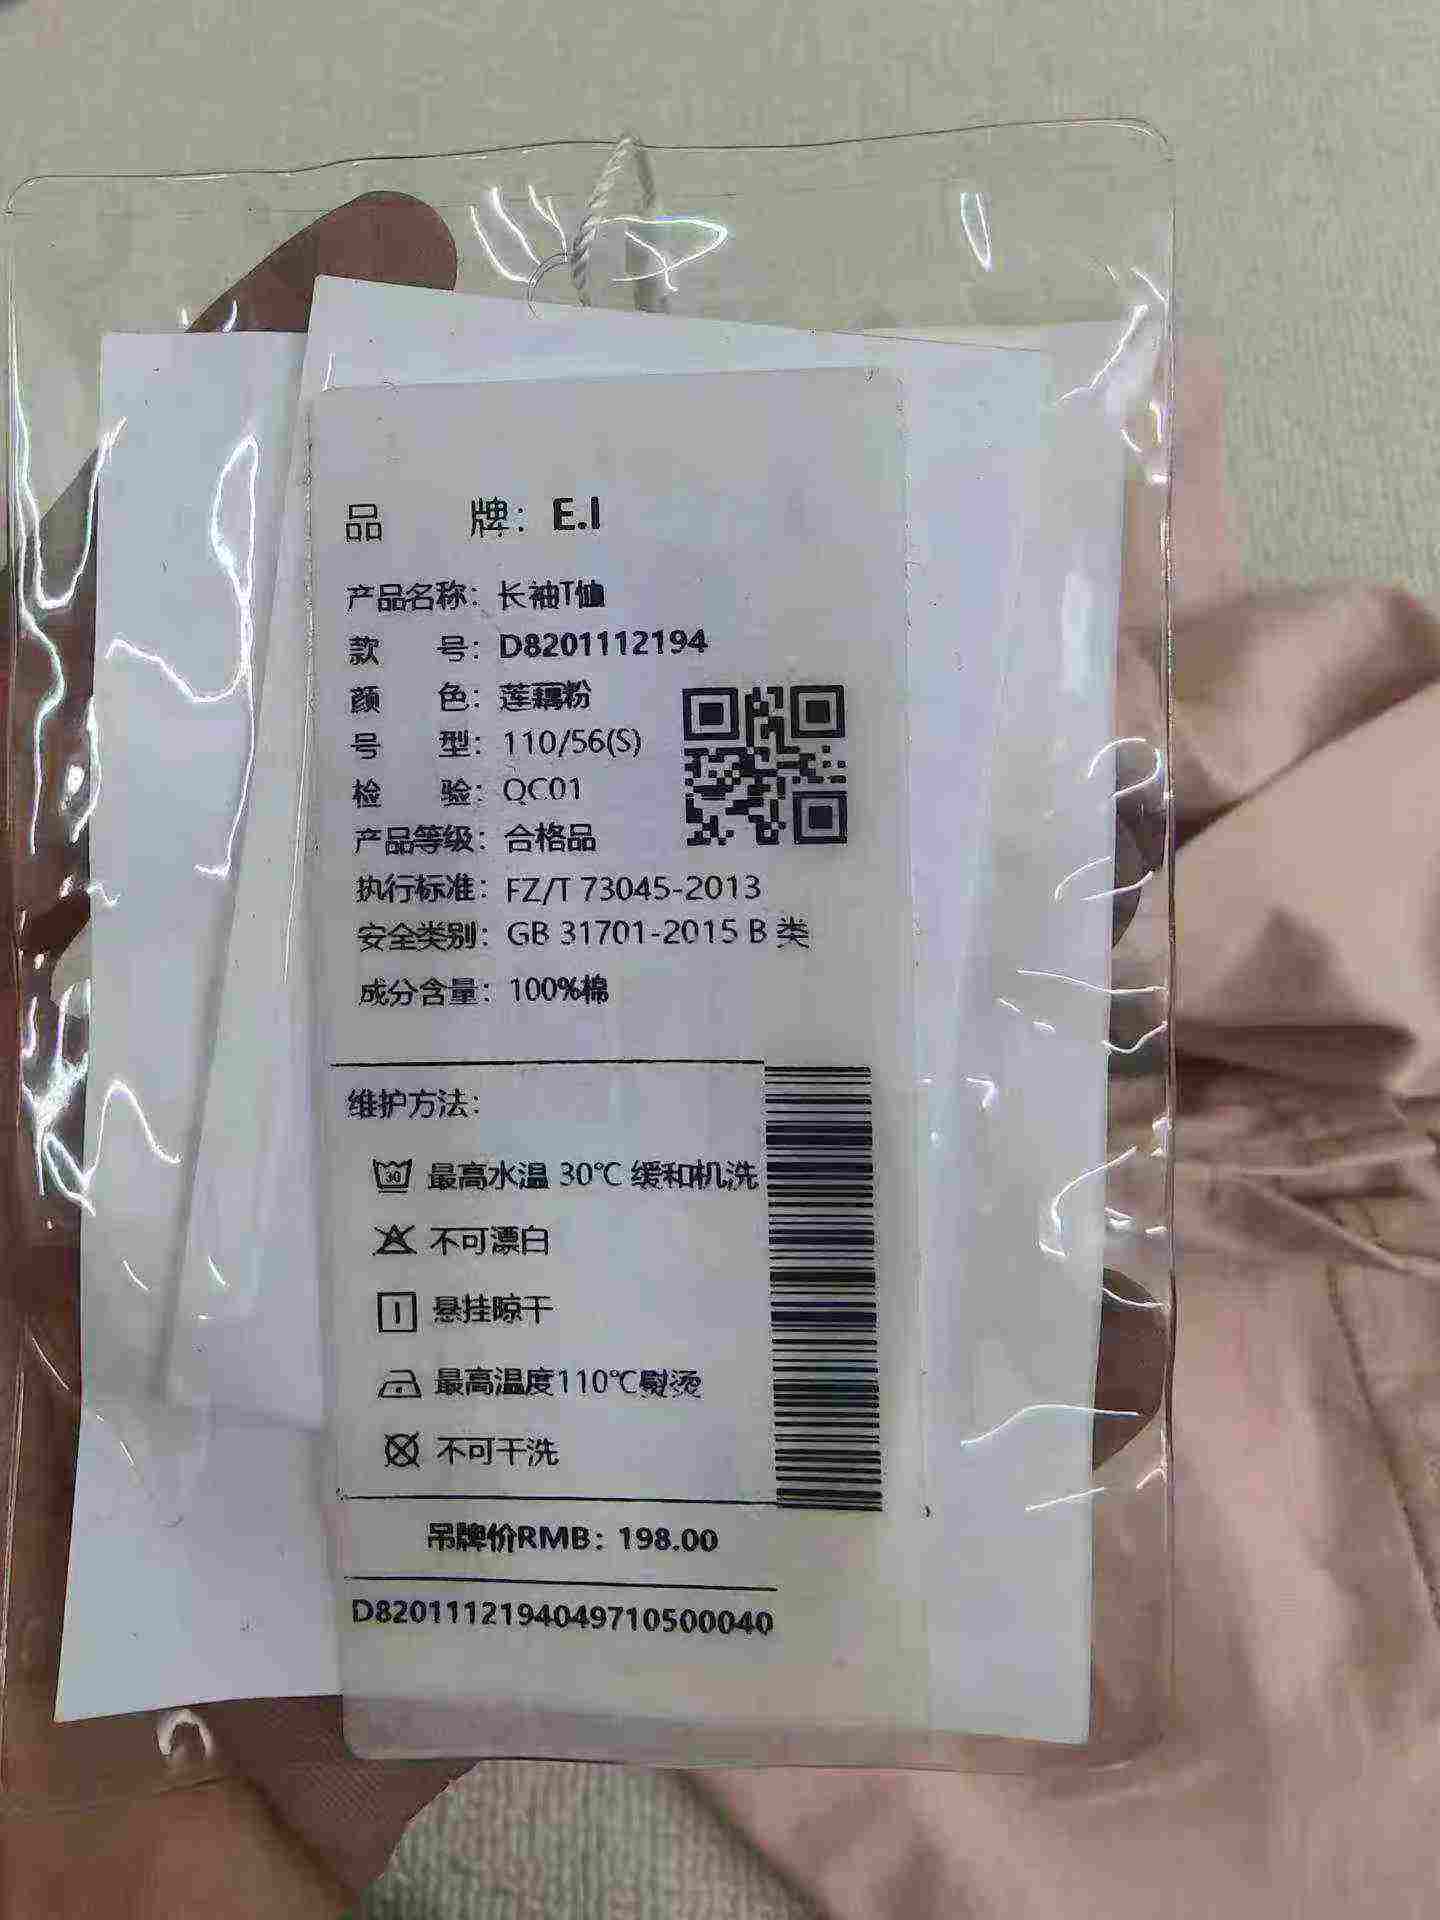 品 牌：E.I
产品名称：长袖T恤
款 号：D8201112194
颜 色：莲藕粉
号 型：110/56(S)
检 验：QC01
产品等级：合格品
执行标准：FZ/T 73045-2013
安全类别：GB 31701-2015 B 类
成分含量：100%棉
维护方法：
30 最高水温 30℃ 缓和机洗
不可漂白
悬挂晾干
最高温度110℃熨烫
不可干洗
吊牌价RMB：198.00
D8201112194049710500040